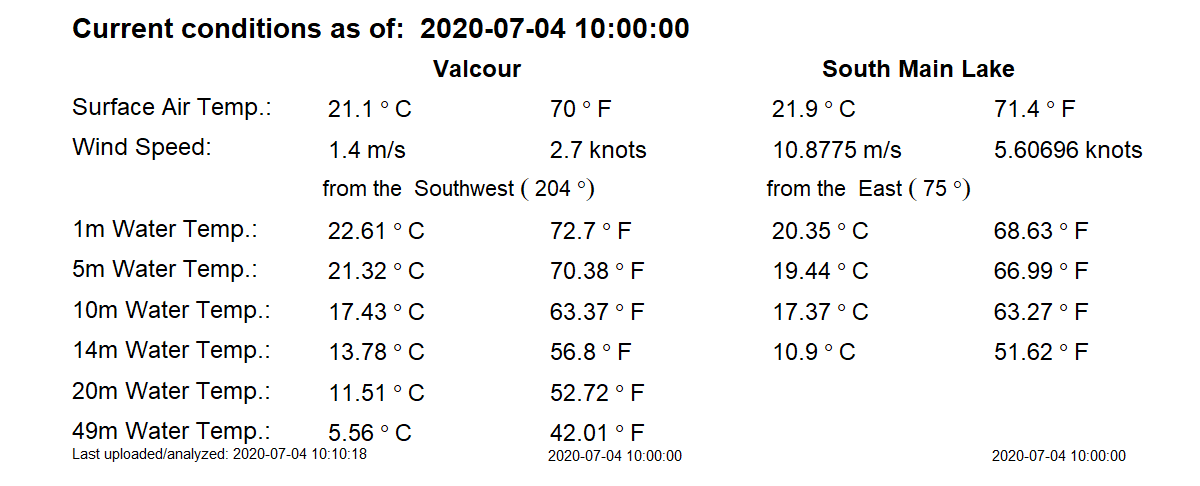 Current conditions as of:  2020-07-04 10:00:00
Valcour South Main Lake
Surface Air Temp.: 21.1 ° C 70 ° F 21.9 ° C 71.4 ° F
Wind Speed: 1.4 m/s 2.7 knots 10.8775 m/s 5.60696 knots
from the  Southwest ( 204 °) from the  East ( 75 °)
1m Water Temp.: 22.61 ° C 72.7 ° F 20.35 ° C 68.63 ° F
5m Water Temp.: 21.32 ° C 70.38 ° F 19.44 ° C 66.99 ° F
10m Water Temp.: 17.43 ° C 63.37 ° F 17.37 ° C 63.27 ° F
14m Water Temp.: 13.78 ° C 56.8 ° F 10.9 ° C 51.62 ° F
20m Water Temp.: 11.51 ° C 52.72 ° F
49m Water Temp.: 5.56 ° C 42.01 ° F
Last uploaded/analyzed: 2020-07-04 10:10:18 2020-07-04 10:00:00 2020-07-04 10:00:00